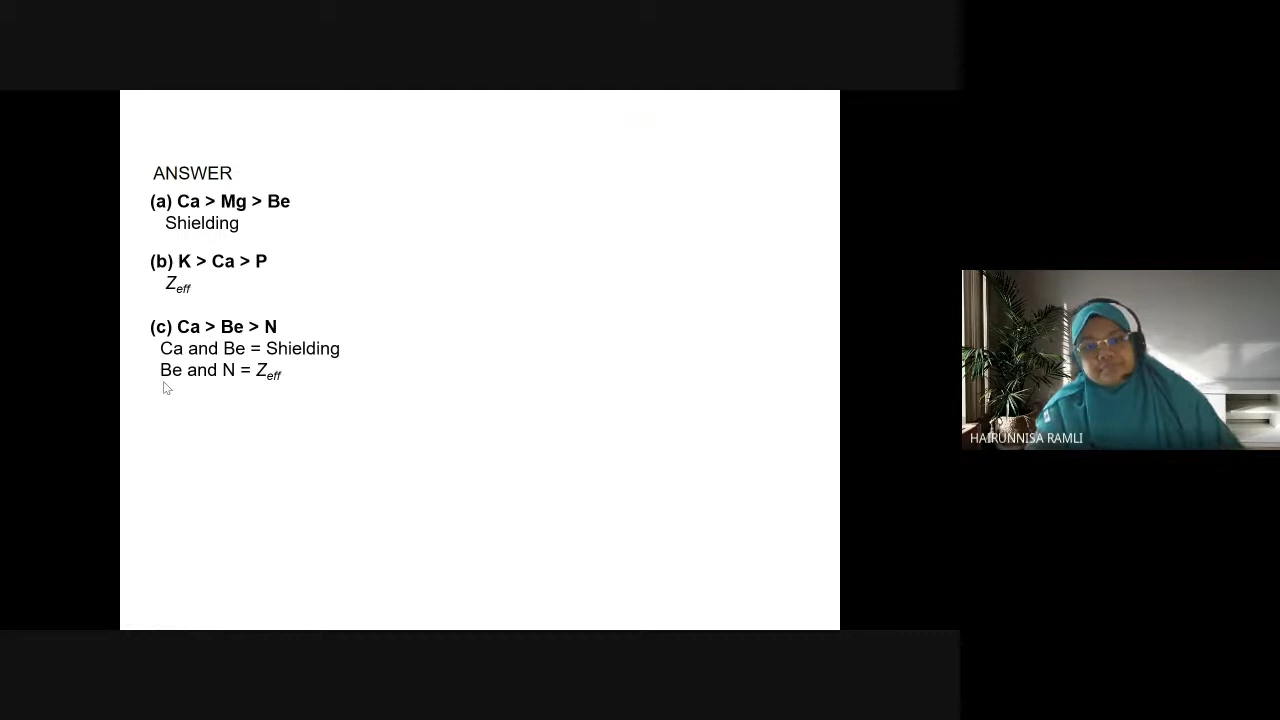 ANSWER
(a) Ca > Mg > Be
Shielding
(b) K > Ca > P
Zeff
(c) Ca > Be > N
Ca and Be = Shielding
Be and N = Zeff
HAIRUNNISA RAMLI